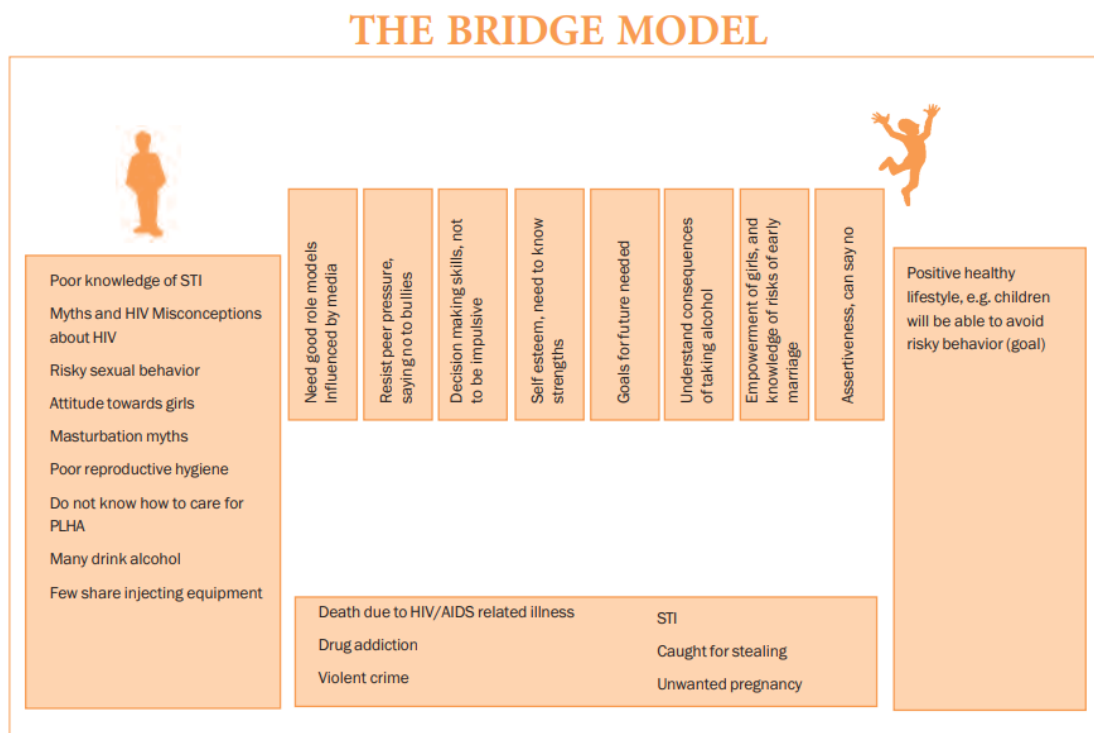 THE BRIDGE MODEL
Poor knowledge of STI
Myths and HIV Misconceptions
about HIV
Risky sexual behavior
Attitude towards girls
Masturbation myths
Poor reproductive hygiene
Do not know how to care for
PLHA
Many drink alcohol
Few share injecting equipment
Need good role models
Influenced by media
Resist peer pressure,
saying no to bullies
Decision making skills, not
to be impulsive
Self esteem, need to know
strengths
Goals for future needed
Understand consequences
of taking alcohol
Empowerment of girls, and
knowledge of risks of early
marriage
Assertiveness, can say no
Positive healthy
lifestyle, e.g. children
will be able to avoid
risky behavior (goal)
Death due to HIV/AIDS related illness
Drug addiction
Violent crime
STI
Caught for stealing
Unwanted pregnancy